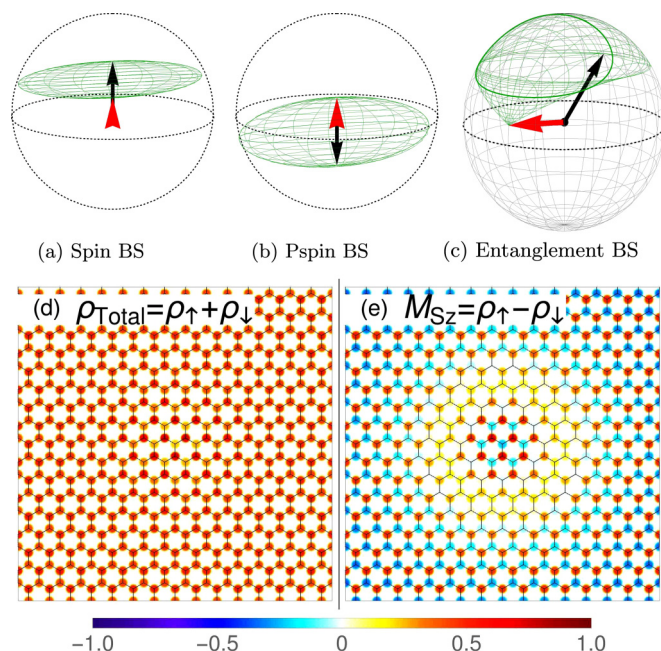 (a) Spin BS
(b) Pspin BS
(c) Entanglement BS
(d) ρTotal=ρ↑+ρ↓
(e) MSz=ρ↑−ρ↓
−1.0 −0.5 0 0.5 1.0